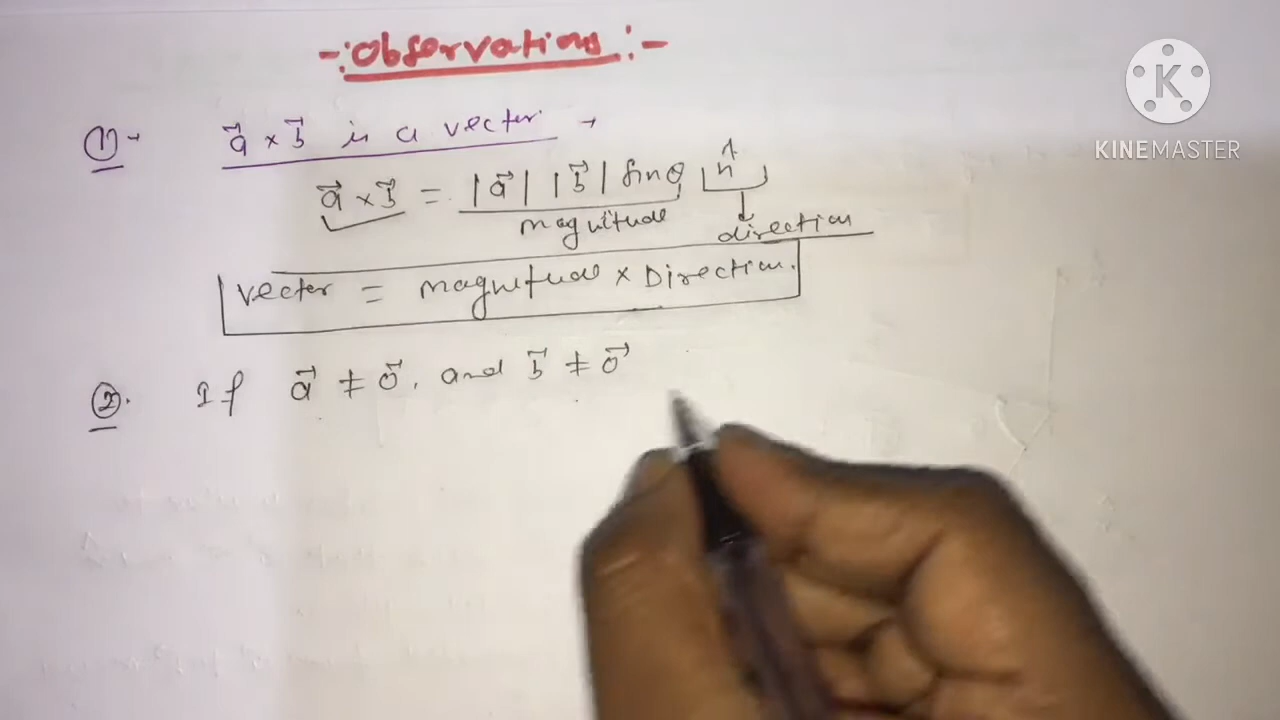 -: Observations :-
K
KINEMASTER
①- a⃗ × b⃗ is a vector →
a⃗ × b⃗ = |a⃗| |b⃗| sinθ n̂
magnitude direction
vector = magnitude × Direction.
②. If a⃗ ≠ 0⃗, and b⃗ ≠ 0⃗